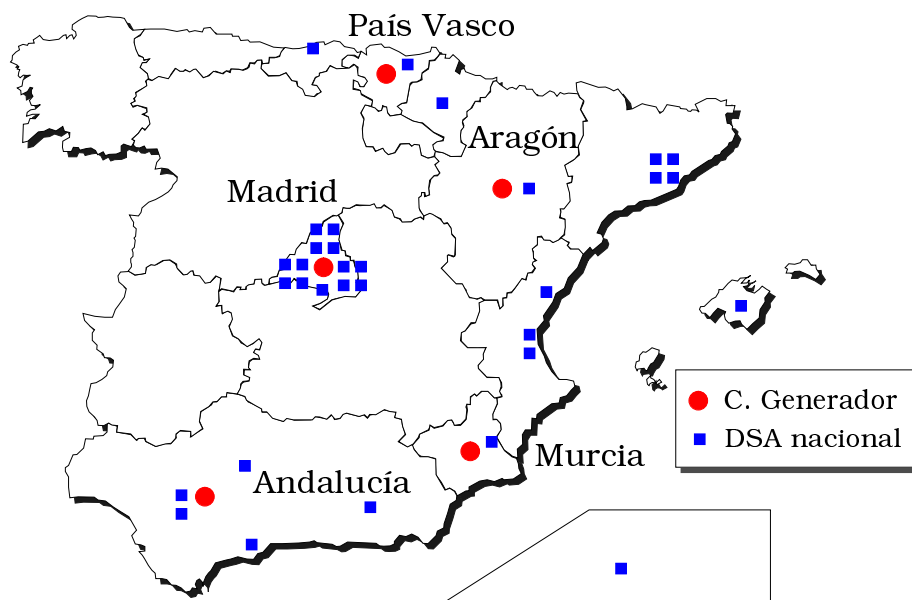 País Vasco
Aragón
Madrid
C. Generador
DSA nacional
Murcia
Andalucía